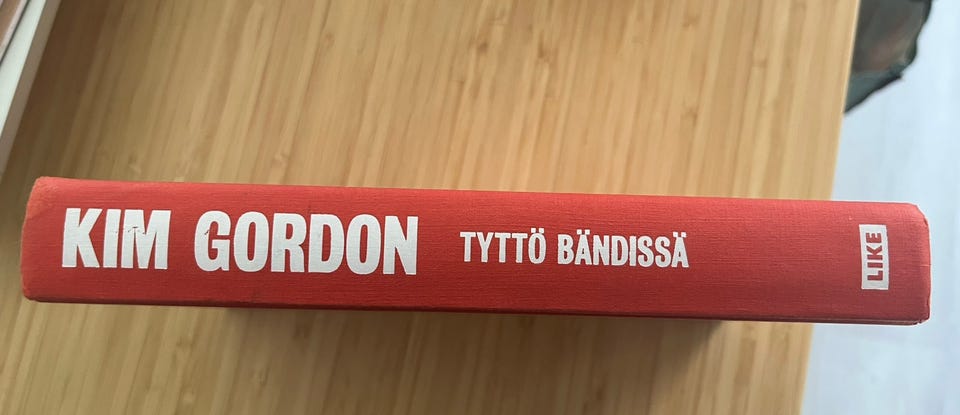 KIM GORDON TYTTÖ BÄNDISSÄ
LIKE